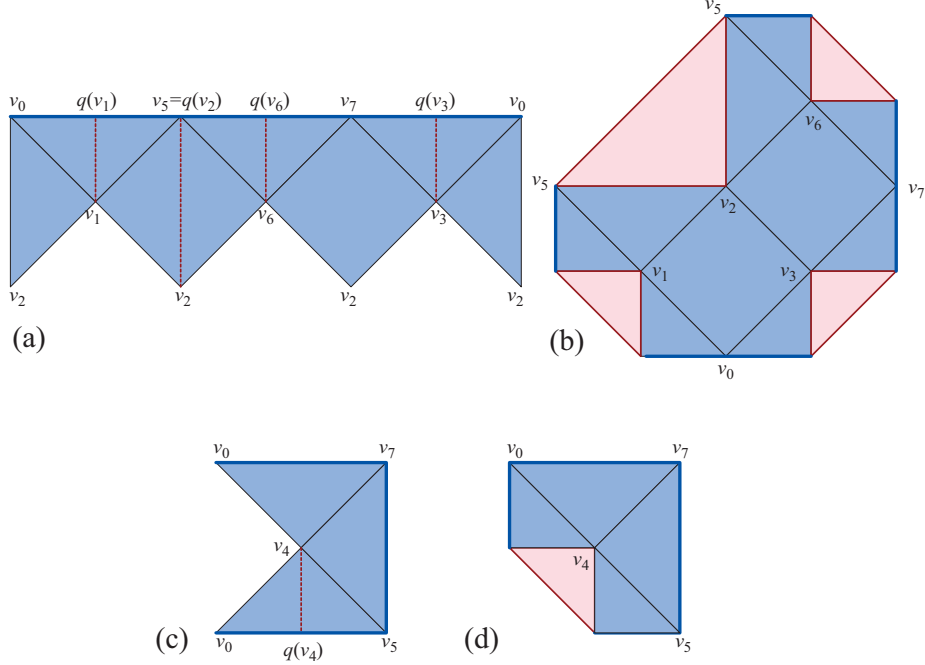 v0 q(v1) v5=q(v2) q(v6) v7 q(v3) v0
v1 v6 v3
v2 v2 v2 v2
(a)
v5
v6
v5 v2 v7
v1 v3
v0
(b)
v0 v7
v4
v0 q(v4) v5
(c)
v0 v7
v4
v5
(d)